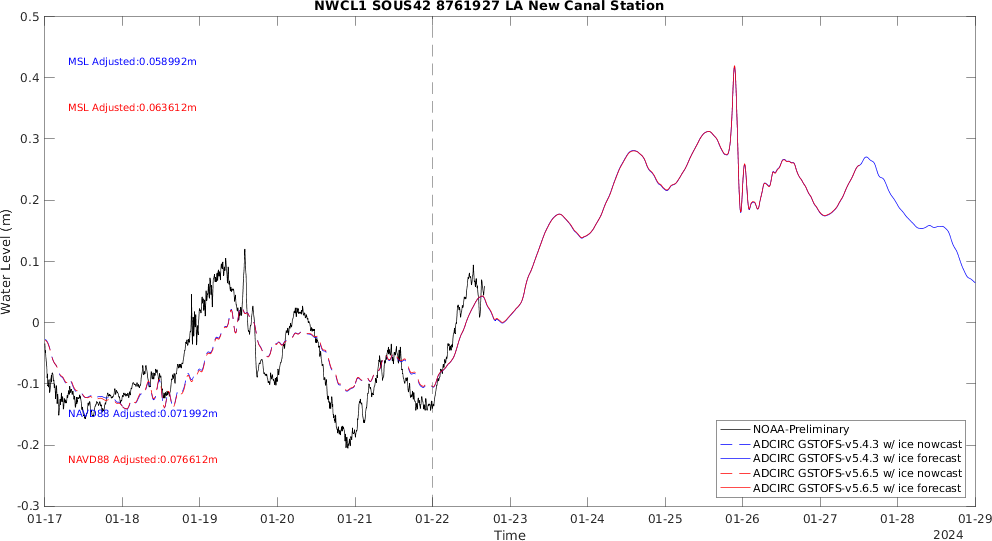 NWCL1 SOUS42 8761927 LA New Canal Station
0.5
0.4
0.3
0.2
0.1
0
-0.1
-0.2
-0.3
Water Level (m)
MSL Adjusted:0.058992m
MSL Adjusted:0.063612m
NAVD88 Adjusted:0.071992m
NAVD88 Adjusted:0.076612m
NOAA-Preliminary
ADCIRC GSTOFS-v5.4.3 w/ ice nowcast
ADCIRC GSTOFS-v5.4.3 w/ ice forecast
ADCIRC GSTOFS-v5.6.5 w/ ice nowcast
ADCIRC GSTOFS-v5.6.5 w/ ice forecast
01-17 01-18 01-19 01-20 01-21 01-22 01-23 01-24 01-25 01-26 01-27 01-28 01-29
Time
2024